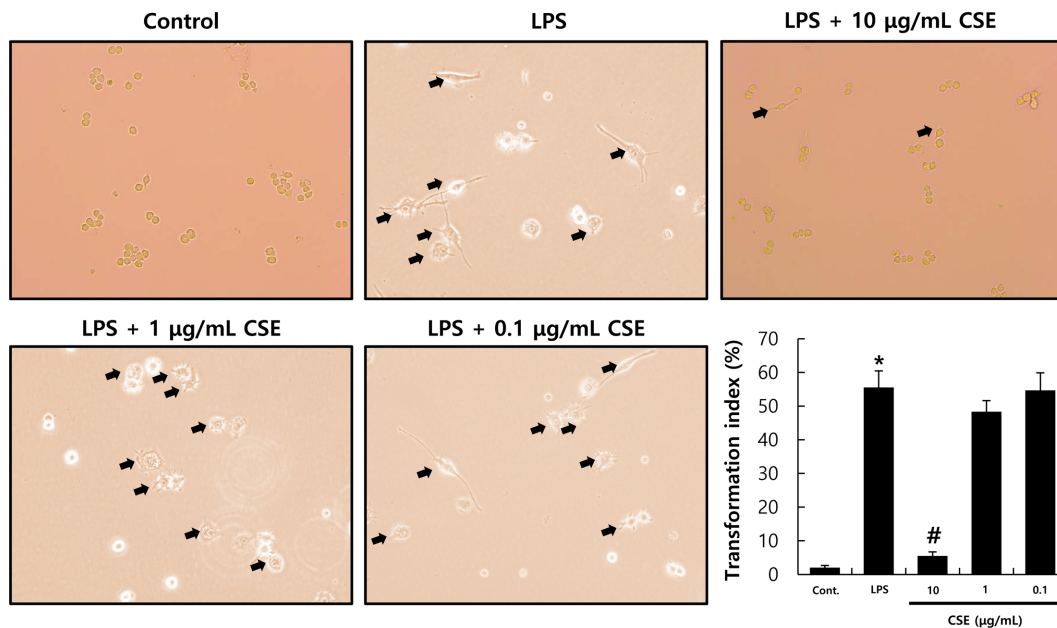 Control
LPS
LPS + 10 μg/mL CSE
LPS + 1 μg/mL CSE
LPS + 0.1 μg/mL CSE
Transformation index (%)
70
60
50
40
30
20
10
0
*
#
Cont.
LPS
10
1
0.1
CSE (μg/mL)